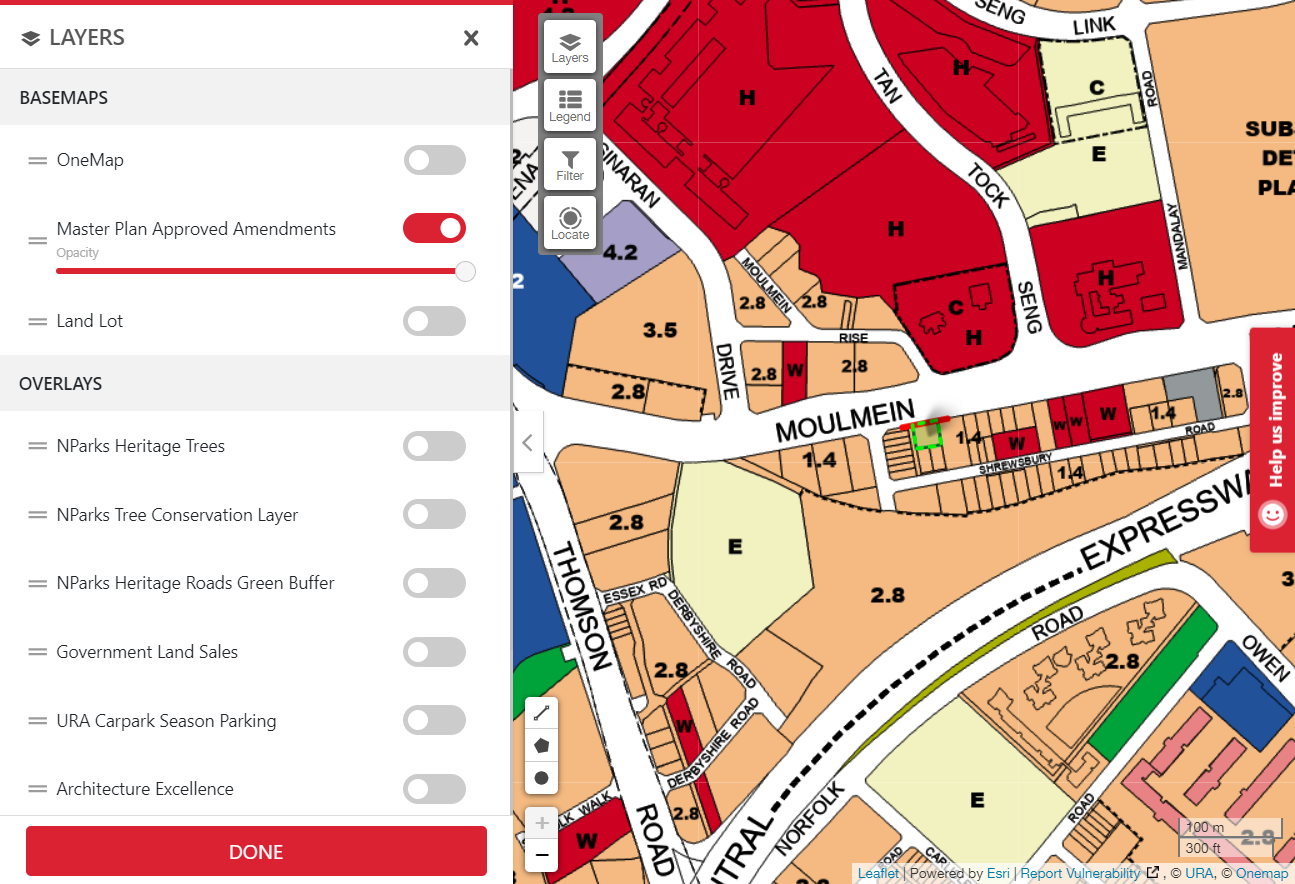 LAYERS
BASEMAPS
OneMap
Master Plan Approved Amendments
Opacity
Land Lot
OVERLAYS
NParks Heritage Trees
NParks Tree Conservation Layer
NParks Heritage Roads Green Buffer
Government Land Sales
URA Carpark Season Parking
Architecture Excellence
DONE
Layers
Legend
Filter
Locate
SENG
LINK
H
H
C
TAN
ROAD
SUB
DE
PLA
E
SINARAN
TOCK
MANDALAY
H
4.2
2
MOULMEIN
H
2.8
2.8
C
H
SENG
3.5
RISE
DRIVE
2.8
W
2.8
2.8
2.8
MOULMEIN
1.4
W
W
W
W
1.4
ROAD
SHREWSBURY
1.4
1.4
Help us improve
EXPRESSWA
2.8
E
THOMSON
ESSEX RD
DERBYSHIRE
ROAD
2.8
ROAD
3
2.8
OWEN
2.8
W
DERBYSHIRE ROAD
E
NORFOLK
ROAD
WALK
W
2.8
ROAD
NTRAL
ROAD
2.8
100 m
300 ft
2.8
Leaflet | Powered by Esri | Report Vulnerability , © URA, © Onemap